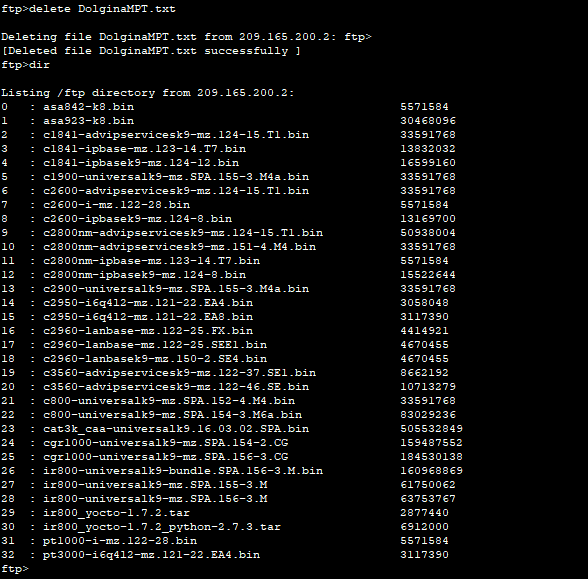 ftp>delete DolginaMPT.txt
Deleting file DolginaMPT.txt from 209.165.200.2: ftp>
[Deleted file DolginaMPT.txt successfully ]
ftp>dir
Listing /ftp directory from 209.165.200.2:
0 : asa842-k8.bin 5571584
1 : asa923-k8.bin 30468096
2 : c1841-advipservicesk9-mz.124-15.T1.bin 33591768
3 : c1841-ipbase-mz.123-14.T7.bin 13832032
4 : c1841-ipbasek9-mz.124-12.bin 16599160
5 : c1900-universalk9-mz.SPA.155-3.M4a.bin 33591768
6 : c2600-advipservicesk9-mz.124-15.T1.bin 33591768
7 : c2600-i-mz.122-28.bin 5571584
8 : c2600-ipbasek9-mz.124-8.bin 13169700
9 : c2800nm-advipservicesk9-mz.124-15.T1.bin 50938004
10 : c2800nm-advipservicesk9-mz.151-4.M4.bin 33591768
11 : c2800nm-ipbase-mz.123-14.T7.bin 5571584
12 : c2800nm-ipbasek9-mz.124-8.bin 15522644
13 : c2900-universalk9-mz.SPA.155-3.M4a.bin 33591768
14 : c2950-i6q4l2-mz.121-22.EA4.bin 3058048
15 : c2950-i6q4l2-mz.121-22.EA8.bin 3117390
16 : c2960-lanbase-mz.122-25.FX.bin 4414921
17 : c2960-lanbase-mz.122-25.SEE1.bin 4670455
18 : c2960-lanbasek9-mz.150-2.SE4.bin 4670455
19 : c3560-advipservicesk9-mz.122-37.SE1.bin 8662192
20 : c3560-advipservicesk9-mz.122-46.SE.bin 10713279
21 : c800-universalk9-mz.SPA.152-4.M4.bin 33591768
22 : c800-universalk9-mz.SPA.154-3.M6a.bin 83029236
23 : cat3k_caa-universalk9.16.03.02.SPA.bin 505532849
24 : cgr1000-universalk9-mz.SPA.154-2.CG 159487552
25 : cgr1000-universalk9-mz.SPA.156-3.CG 184530138
26 : ir800-universalk9-bundle.SPA.156-3.M.bin 160968869
27 : ir800-universalk9-mz.SPA.155-3.M 61750062
28 : ir800-universalk9-mz.SPA.156-3.M 63753767
29 : ir800_yocto-1.7.2.tar 2877440
30 : ir800_yocto-1.7.2_python-2.7.3.tar 6912000
31 : pt1000-i-mz.122-28.bin 5571584
32 : pt3000-i6q4l2-mz.121-22.EA4.bin 3117390
ftp>